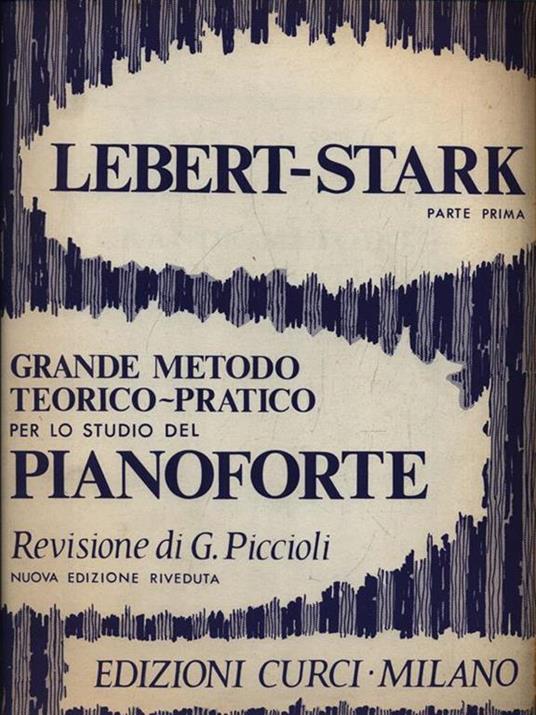 LEBERT-STARK
PARTE PRIMA
GRANDE METODO
TEORICO~PRATICO
PER LO STUDIO DEL
PIANOFORTE
Revisione di G. Piccioli
NUOVA EDIZIONE RIVEDUTA
EDIZIONI CURCI · MILANO